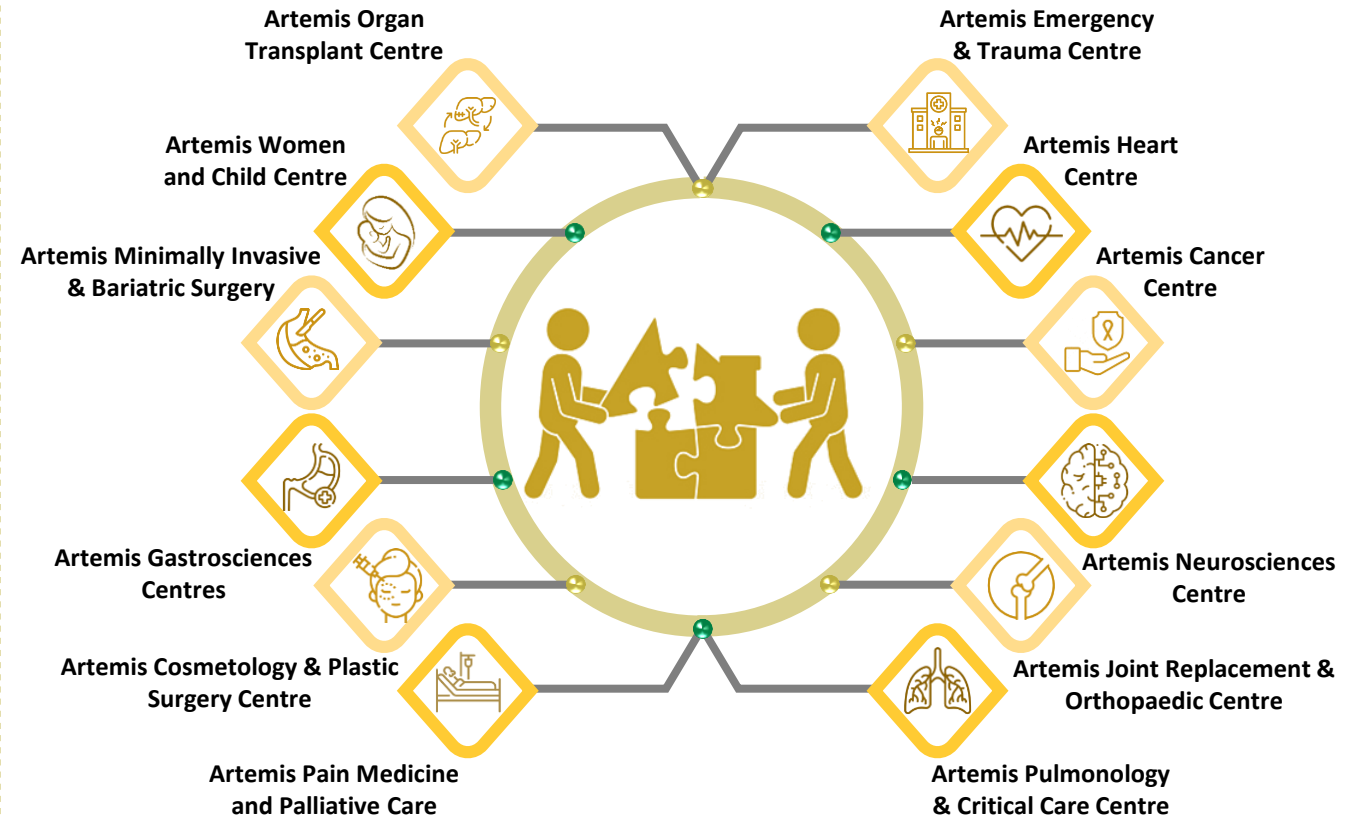 Artemis Organ
Transplant Centre
Artemis Emergency
& Trauma Centre
Artemis Women
and Child Centre
Artemis Heart
Centre
Artemis Minimally Invasive
& Bariatric Surgery
Artemis Cancer
Centre
Artemis Gastrosciences
Centres
Artemis Neurosciences
Centre
Artemis Cosmetology & Plastic
Surgery Centre
Artemis Joint Replacement &
Orthopaedic Centre
Artemis Pain Medicine
and Palliative Care
Artemis Pulmonology
& Critical Care Centre